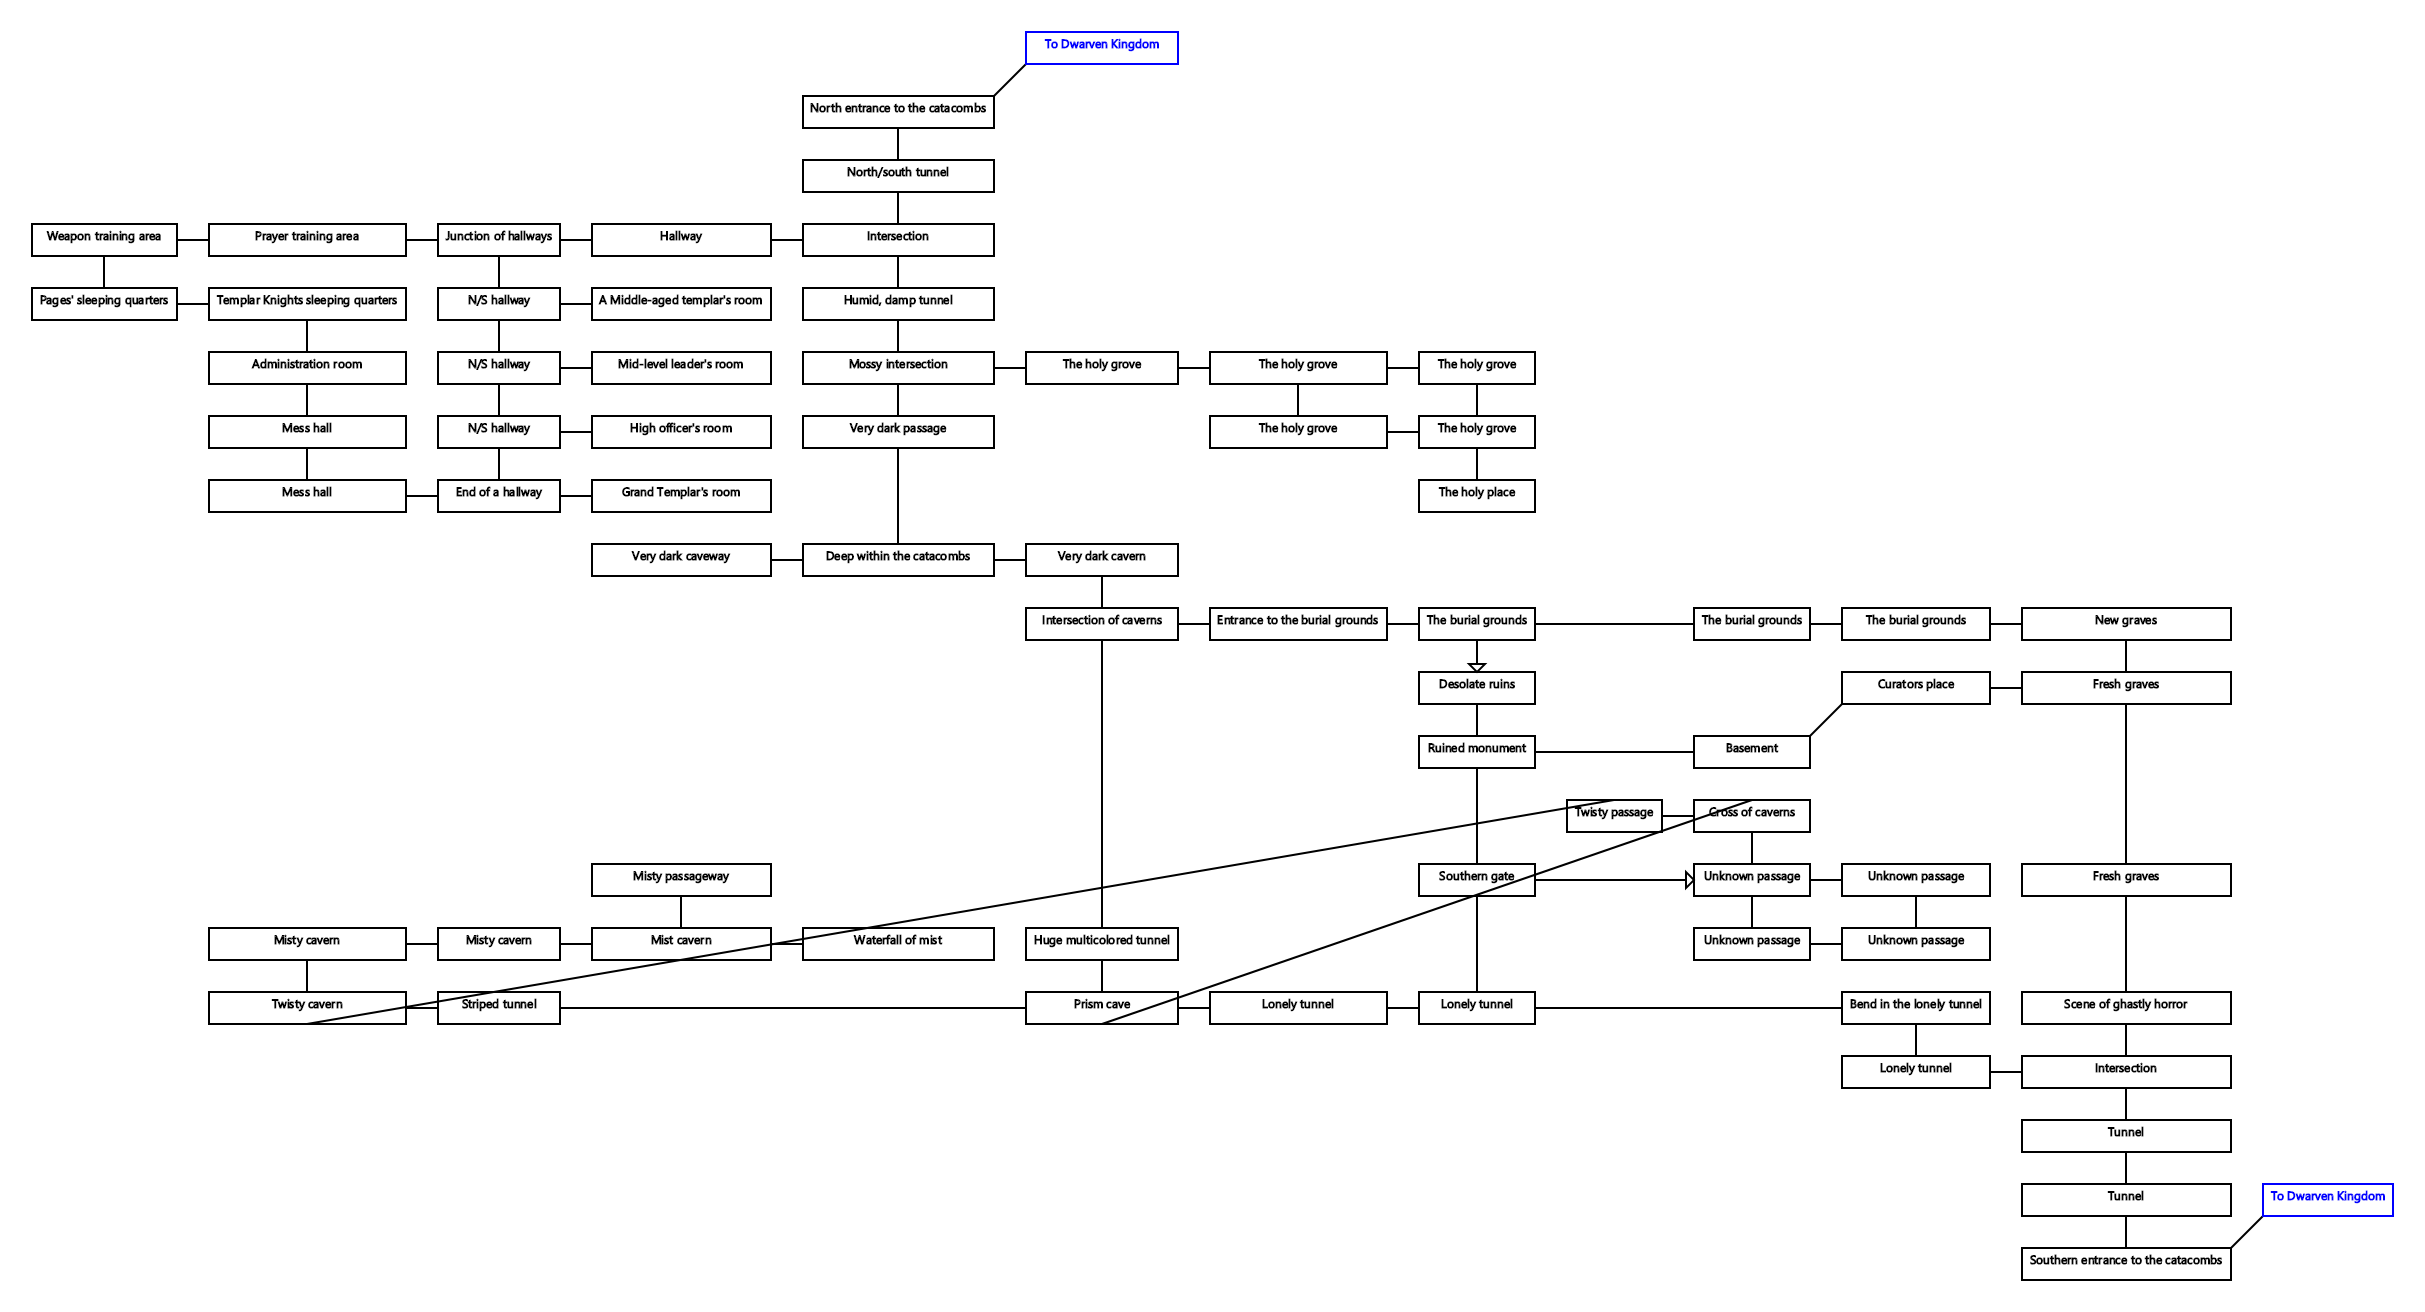 To Dwarven Kingdom
North entrance to the catacombs
North/south tunnel
Weapon training area
Prayer training area
Junction of hallways
Hallway
Intersection
Pages' sleeping quarters
Templar Knights sleeping quarters
N/S hallway
A Middle-aged templar's room
Humid, damp tunnel
Administration room
N/S hallway
Mid-level leader's room
Mossy intersection
The holy grove
The holy grove
The holy grove
Mess hall
N/S hallway
High officer's room
Very dark passage
The holy grove
The holy grove
Mess hall
End of a hallway
Grand Templar's room
The holy place
Very dark caveway
Deep within the catacombs
Very dark cavern
Intersection of caverns
Entrance to the burial grounds
The burial grounds
The burial grounds
The burial grounds
New graves
Desolate ruins
Curators place
Fresh graves
Ruined monument
Basement
Twisty passage
Cross of caverns
Misty passageway
Southern gate
Unknown passage
Unknown passage
Fresh graves
Misty cavern
Misty cavern
Mist cavern
Waterfall of mist
Huge multicolored tunnel
Unknown passage
Unknown passage
Twisty cavern
Striped tunnel
Prism cave
Lonely tunnel
Lonely tunnel
Bend in the lonely tunnel
Scene of ghastly horror
Lonely tunnel
Intersection
Tunnel
Tunnel
To Dwarven Kingdom
Southern entrance to the catacombs